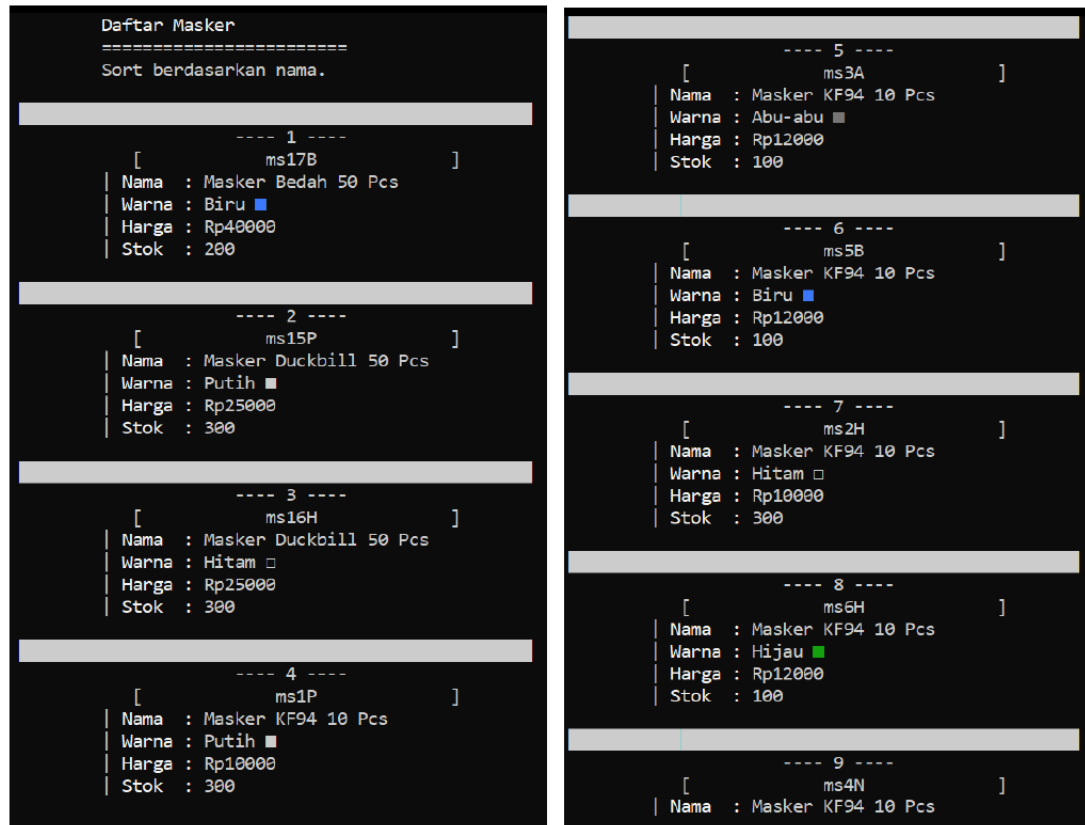 Daftar Masker
========================
Sort berdasarkan nama.
---- 1 ----
[ ms17B ]
| Nama : Masker Bedah 50 Pcs
| Warna : Biru ■
| Harga : Rp40000
| Stok : 200
---- 2 ----
[ ms15P ]
| Nama : Masker Duckbill 50 Pcs
| Warna : Putih ■
| Harga : Rp25000
| Stok : 300
---- 3 ----
[ ms16H ]
| Nama : Masker Duckbill 50 Pcs
| Warna : Hitam □
| Harga : Rp25000
| Stok : 300
---- 4 ----
[ ms1P ]
| Nama : Masker KF94 10 Pcs
| Warna : Putih ■
| Harga : Rp10000
| Stok : 300
---- 5 ----
[ ms3A ]
| Nama : Masker KF94 10 Pcs
| Warna : Abu-abu ■
| Harga : Rp12000
| Stok : 100
---- 6 ----
[ ms5B ]
| Nama : Masker KF94 10 Pcs
| Warna : Biru ■
| Harga : Rp12000
| Stok : 100
---- 7 ----
[ ms2H ]
| Nama : Masker KF94 10 Pcs
| Warna : Hitam □
| Harga : Rp10000
| Stok : 300
---- 8 ----
[ ms6H ]
| Nama : Masker KF94 10 Pcs
| Warna : Hijau ■
| Harga : Rp12000
| Stok : 100
---- 9 ----
[ ms4N ]
| Nama : Masker KF94 10 Pcs